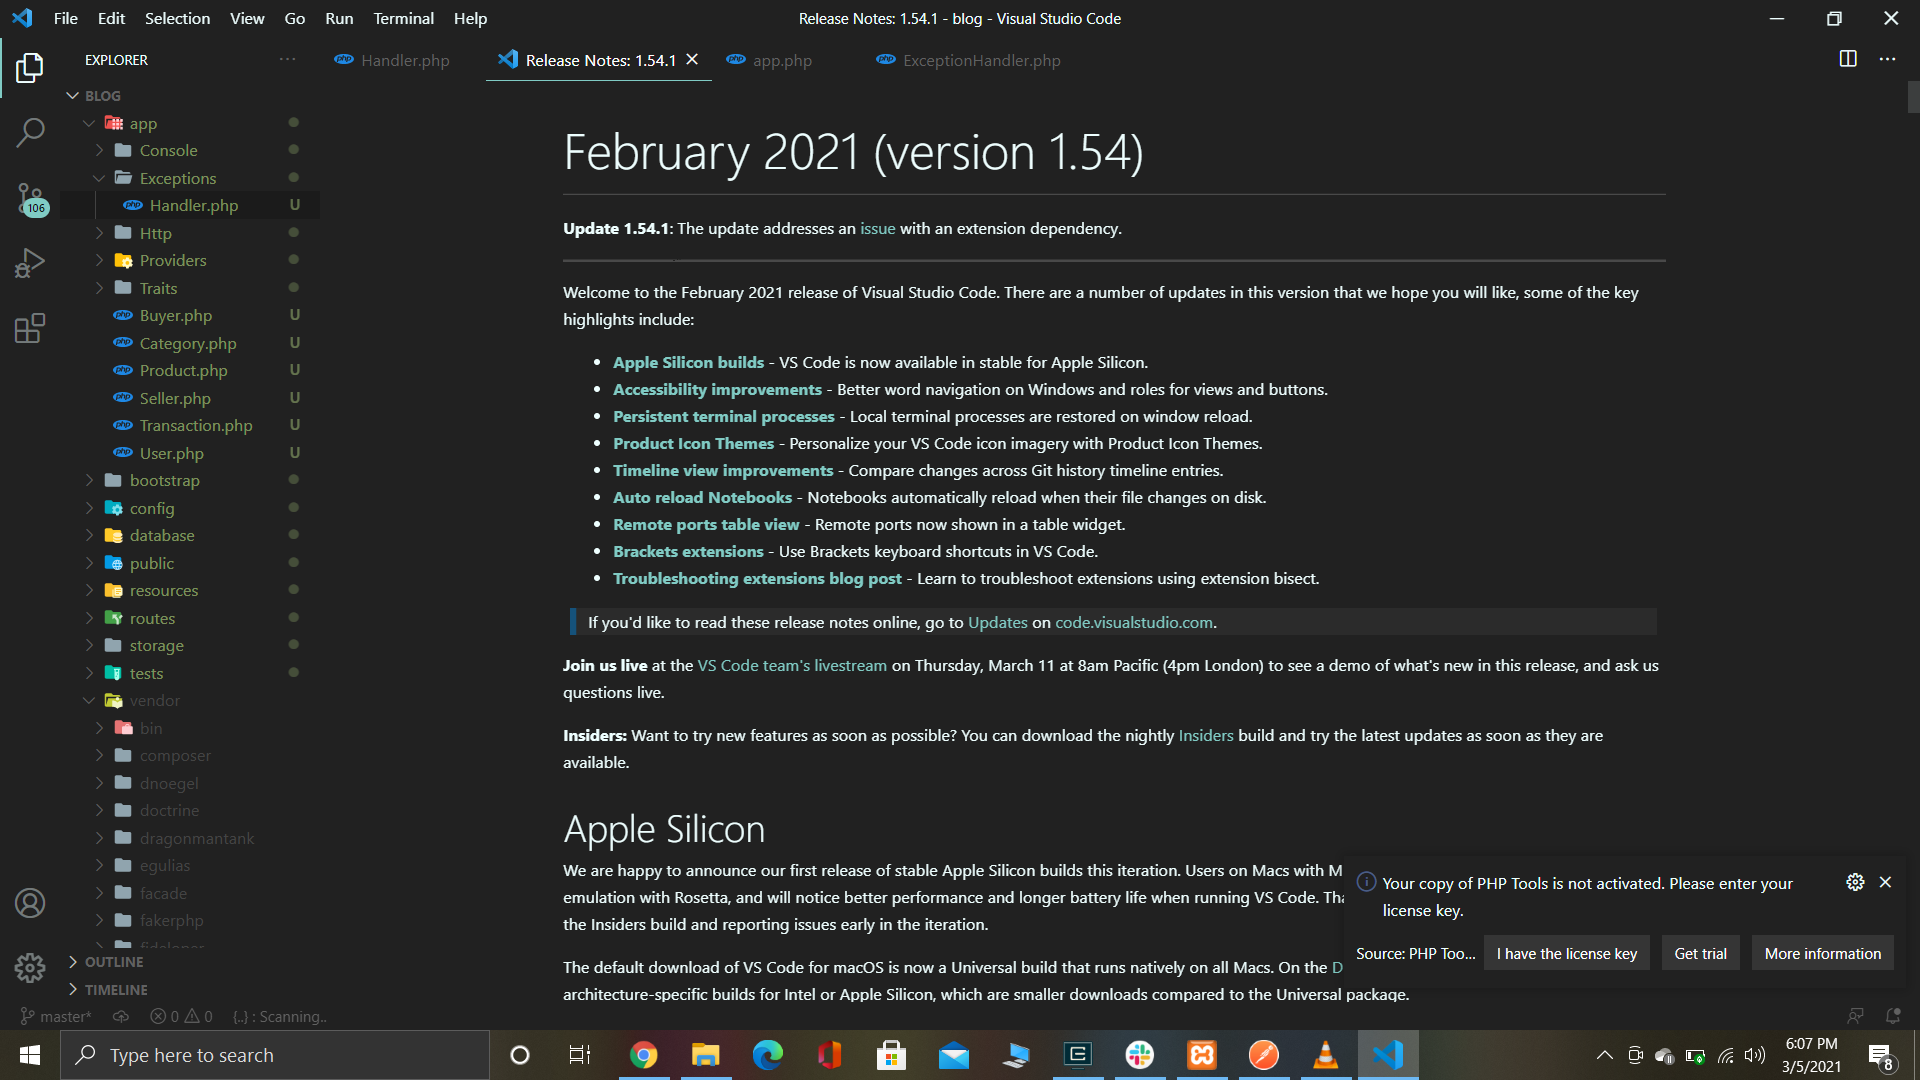 File Edit Selection View Go Run Terminal Help
Release Notes: 1.54.1 - blog - Visual Studio Code
EXPLORER
Handler.php
Release Notes: 1.54.1
app.php
ExceptionHandler.php
BLOG
app
Console
Exceptions
Handler.php U
Http
Providers
Traits
Buyer.php U
Category.php U
Product.php U
Seller.php U
Transaction.php U
User.php U
bootstrap
config
database
public
resources
routes
storage
tests
vendor
bin
composer
dnoegel
doctrine
dragonmantank
egulias
facade
fakerphp
OUTLINE
TIMELINE
106
February 2021 (version 1.54)
Update 1.54.1: The update addresses an issue with an extension dependency.
Welcome to the February 2021 release of Visual Studio Code. There are a number of updates in this version that we hope you will like, some of the key
highlights include:
• Apple Silicon builds - VS Code is now available in stable for Apple Silicon.
• Accessibility improvements - Better word navigation on Windows and roles for views and buttons.
• Persistent terminal processes - Local terminal processes are restored on window reload.
• Product Icon Themes - Personalize your VS Code icon imagery with Product Icon Themes.
• Timeline view improvements - Compare changes across Git history timeline entries.
• Auto reload Notebooks - Notebooks automatically reload when their file changes on disk.
• Remote ports table view - Remote ports now shown in a table widget.
• Brackets extensions - Use Brackets keyboard shortcuts in VS Code.
• Troubleshooting extensions blog post - Learn to troubleshoot extensions using extension bisect.
If you'd like to read these release notes online, go to Updates on code.visualstudio.com.
Join us live at the VS Code team's livestream on Thursday, March 11 at 8am Pacific (4pm London) to see a demo of what's new in this release, and ask us
questions live.
Insiders: Want to try new features as soon as possible? You can download the nightly Insiders build and try the latest updates as soon as they are
available.
Apple Silicon
We are happy to announce our first release of stable Apple Silicon builds this iteration. Users on Macs with M
emulation with Rosetta, and will notice better performance and longer battery life when running VS Code. Tha
the Insiders build and reporting issues early in the iteration.
The default download of VS Code for macOS is now a Universal build that runs natively on all Macs. On the D
architecture-specific builds for Intel or Apple Silicon, which are smaller downloads compared to the Universal package.
Your copy of PHP Tools is not activated. Please enter your
license key.
Source: PHP Too... I have the license key Get trial More information
master* 0 0 {..} : Scanning..
Type here to search
6:07 PM
3/5/2021
8